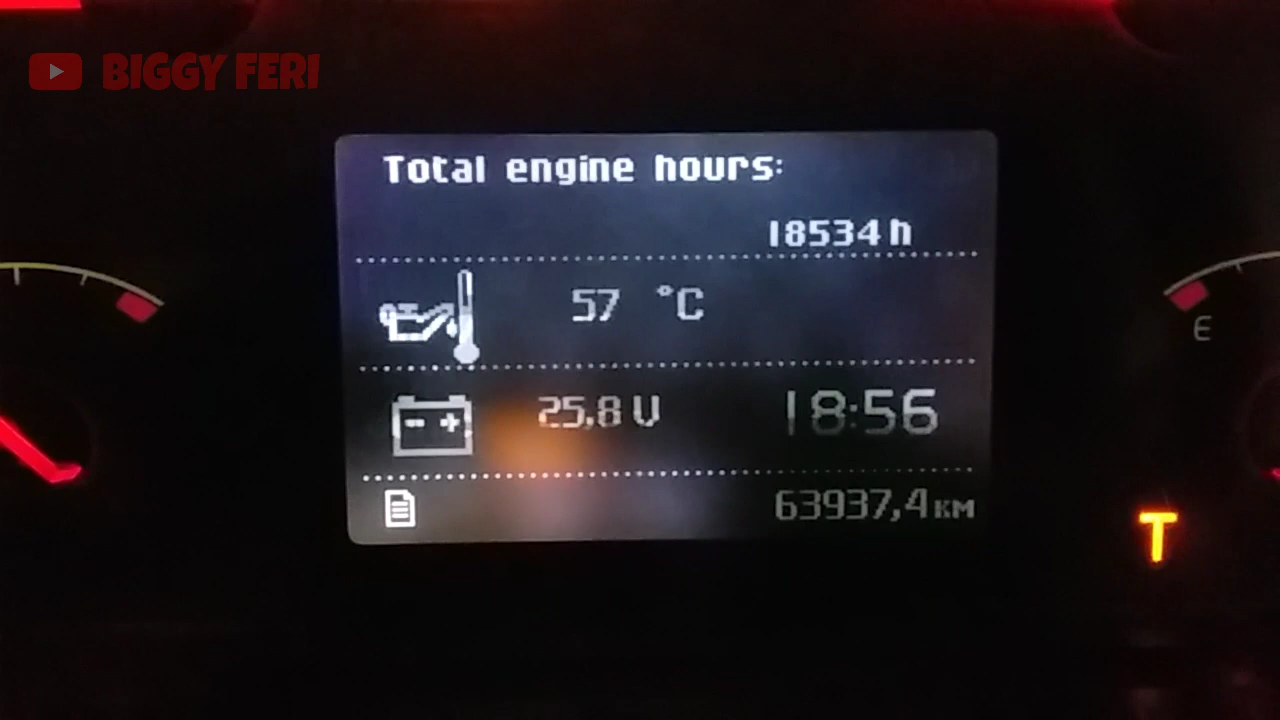 BIGGY FERI
Total engine hours:
18534 h
57 °C
E
25,8 V
18:56
63937,4 км
T